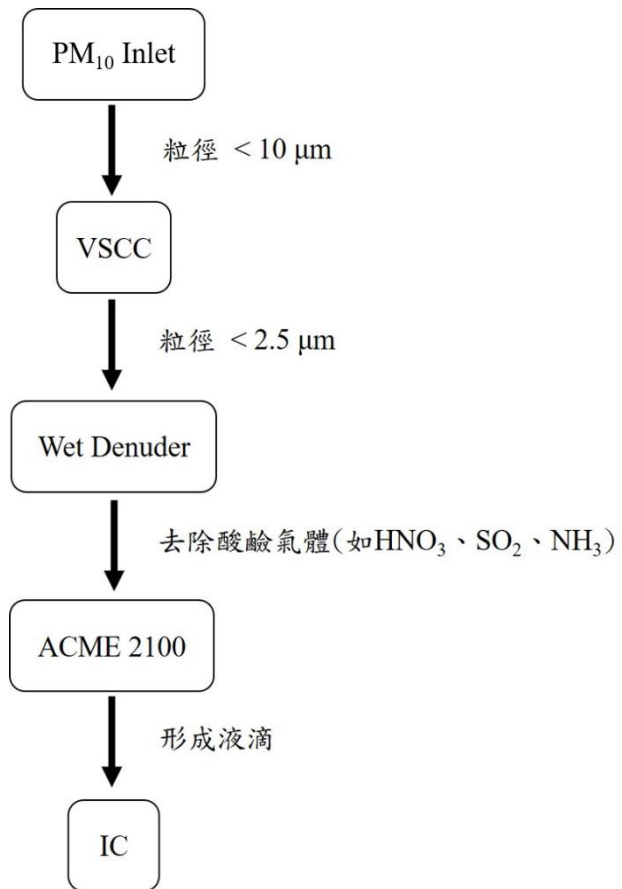 PM₁₀ Inlet
粒徑 < 10 μm
VSCC
粒徑 < 2.5 μm
Wet Denuder
去除酸鹼氣體(如HNO₃、SO₂、NH₃)
ACME 2100
形成液滴
IC